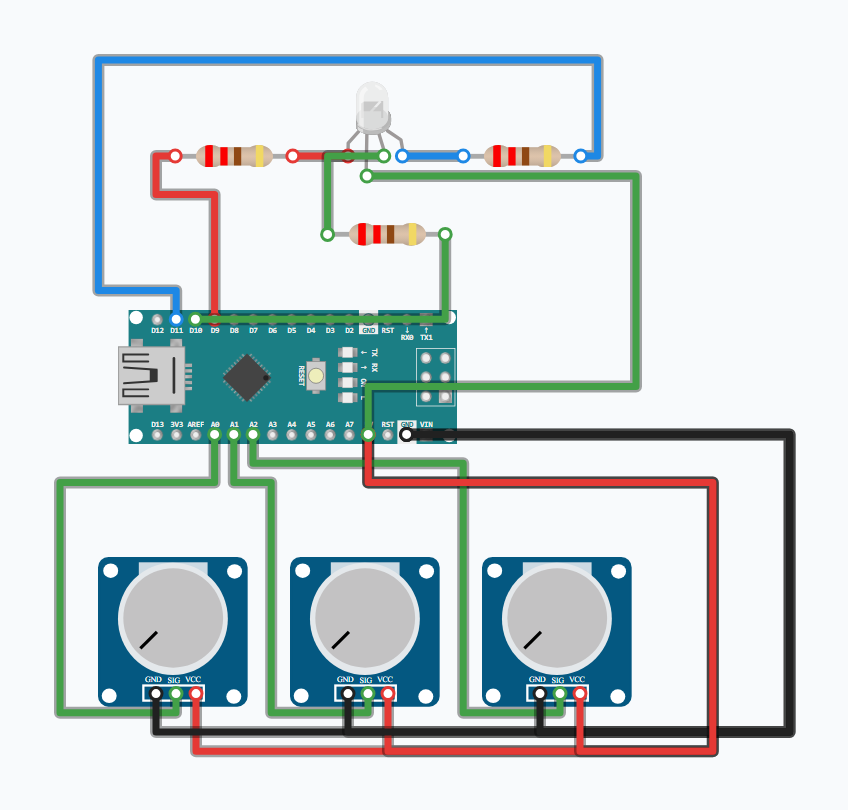 D12 D11 D10 D9 D8 D7 D6 D5 D4 D3 D2 GND RST ↓ ↑
RX0 TX1
RESET
TX
RX
L
D13 3V3 AREF A0 A1 A2 A3 A4 A5 A6 A7 RST GND VIN
GND SIG VCC
GND SIG VCC
GND SIG VCC